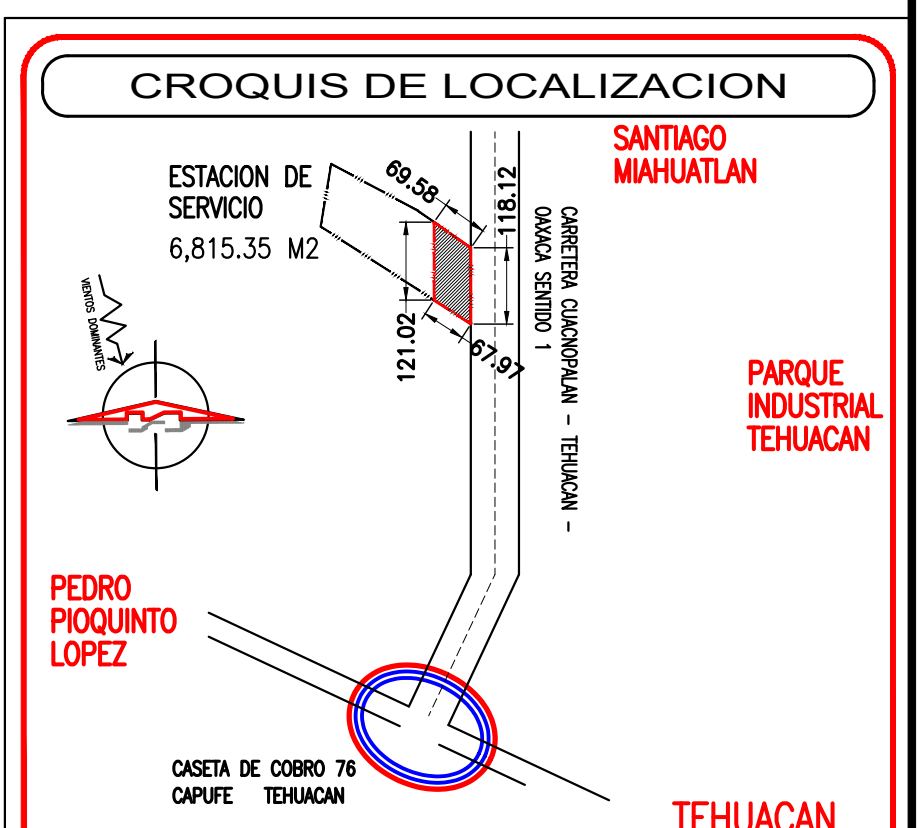 CROQUIS DE LOCALIZACION
SANTIAGO
MIAHUATLAN
ESTACION DE
SERVICIO
6,815.35 M2
69.58
118.12
121.02
67.97
CARRETERA CUACNOPALAN - TEHUACAN -
OAXACA SENTIDO 1
VIENTOS DOMINANTES
PARQUE
INDUSTRIAL
TEHUACAN
PEDRO
PIOQUINTO
LOPEZ
CASETA DE COBRO 76
CAPUFE TEHUACAN
TEHUACAN